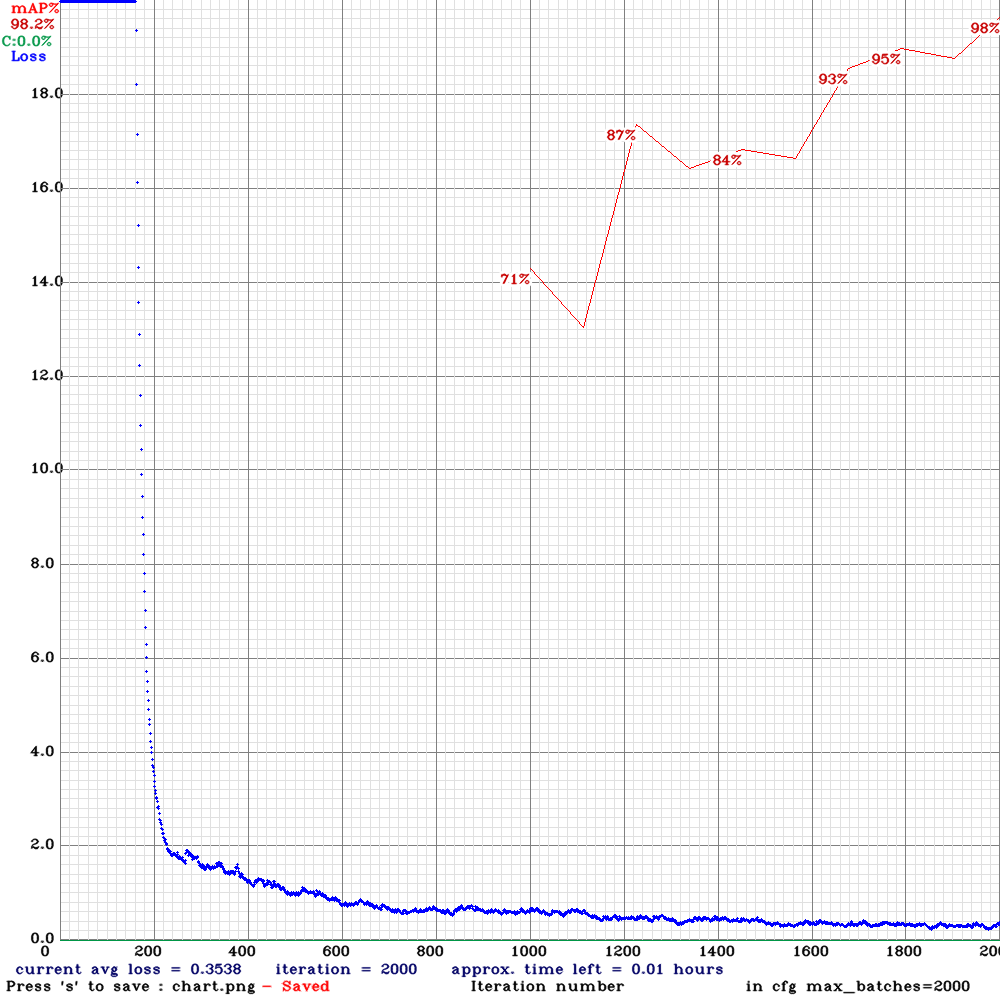 mAP%
98.2%
C:0.0%
Loss
98%
95%
93%
18.0
87%
84%
16.0
14.0
71%
12.0
10.0
8.0
6.0
4.0
2.0
0.0
0 200 400 600 800 1000 1200 1400 1600 1800 200
current avg loss = 0.3538 iteration = 2000 approx. time left = 0.01 hours
Press 's' to save : chart.png - Saved Iteration number in cfg max_batches=2000